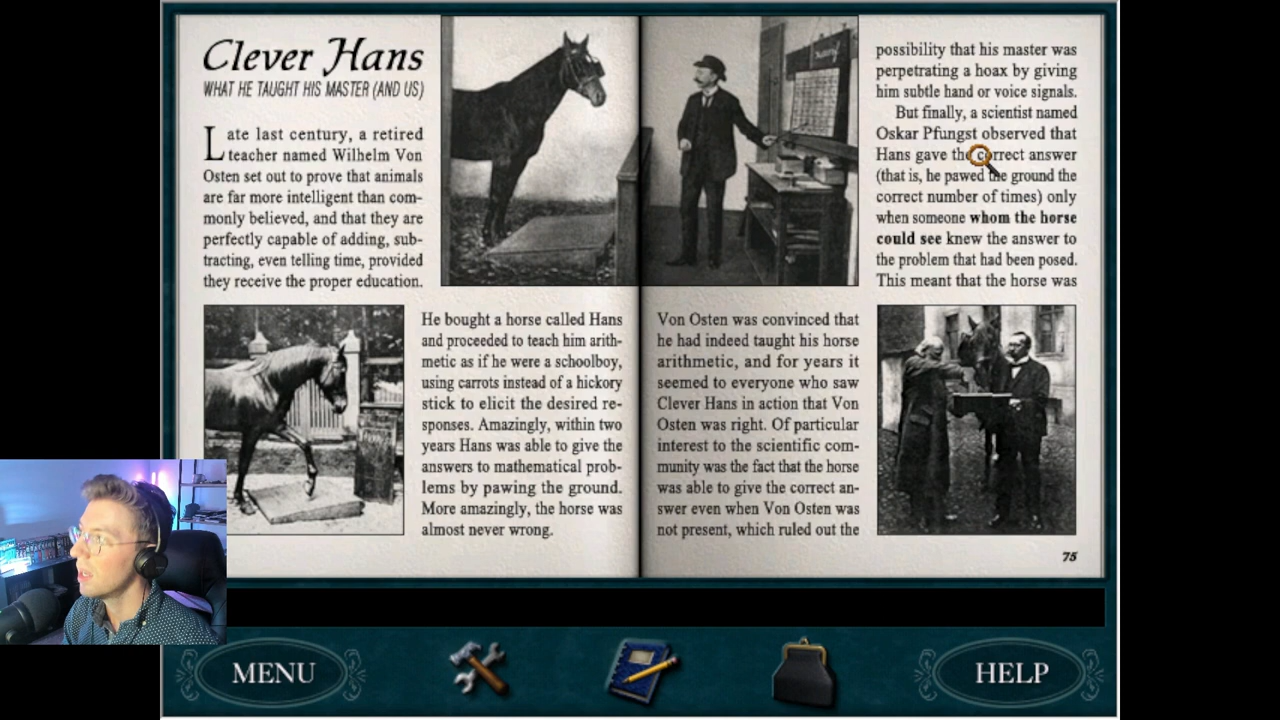 Clever Hans
WHAT HE TAUGHT HIS MASTER (AND US)
Late last century, a retired
teacher named Wilhelm Von
Osten set out to prove that animals
are far more intelligent than com-
monly believed, and that they are
perfectly capable of adding, sub-
tracting, even telling time, provided
they receive the proper education.
He bought a horse called Hans
and proceeded to teach him arith-
metic as if he were a schoolboy,
using carrots instead of a hickory
stick to elicit the desired re-
sponses. Amazingly, within two
years Hans was able to give the
answers to mathematical prob-
lems by pawing the ground.
More amazingly, the horse was
almost never wrong.
Von Osten was convinced that
he had indeed taught his horse
arithmetic, and for years it
seemed to everyone who saw
Clever Hans in action that Von
Osten was right. Of particular
interest to the scientific com-
munity was the fact that the horse
was able to give the correct an-
swer even when Von Osten was
not present, which ruled out the
possibility that his master was
perpetrating a hoax by giving
him subtle hand or voice signals.
But finally, a scientist named
Oskar Pfungst observed that
Hans gave the correct answer
(that is, he pawed the ground the
correct number of times) only
when someone whom the horse
could see knew the answer to
the problem that had been posed.
This meant that the horse was
75
MENU
HELP